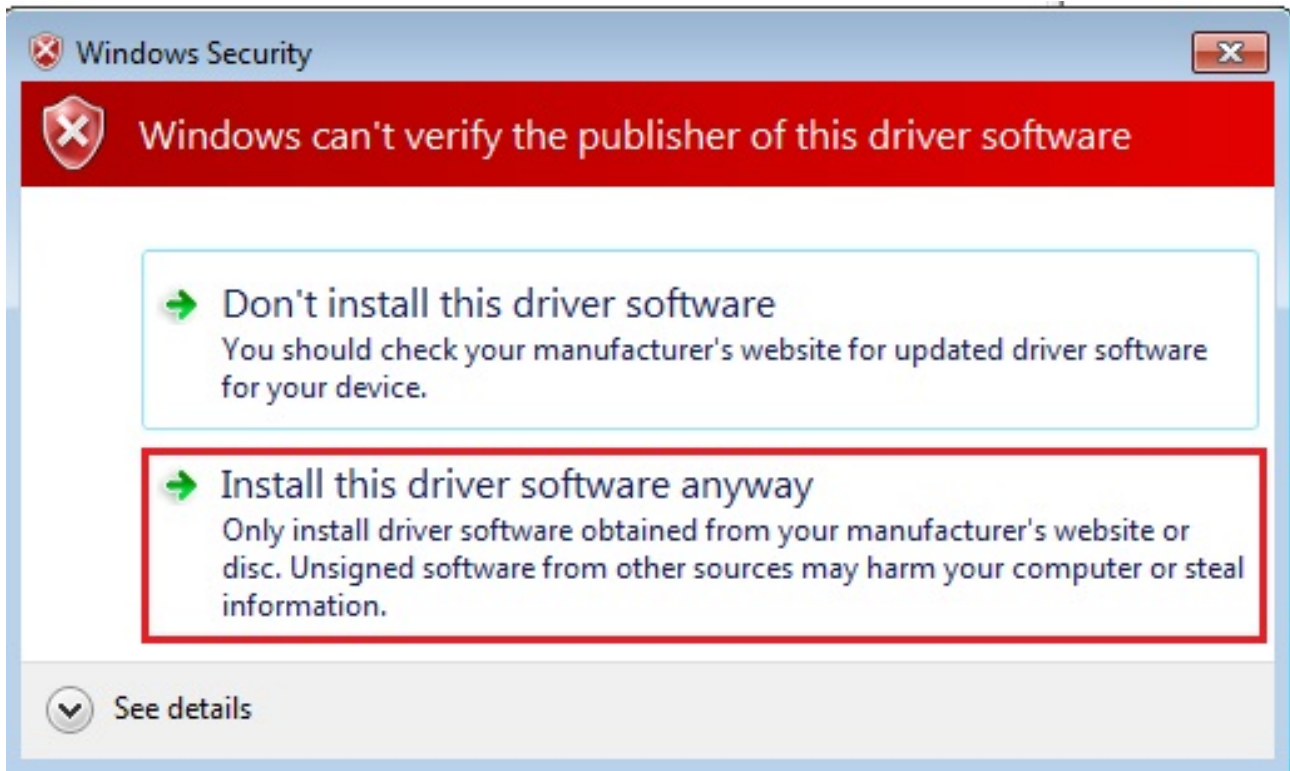 Windows Security
Windows can't verify the publisher of this driver software
Don't install this driver software
You should check your manufacturer's website for updated driver software
for your device.
Install this driver software anyway
Only install driver software obtained from your manufacturer's website or
disc. Unsigned software from other sources may harm your computer or steal
information.
See details